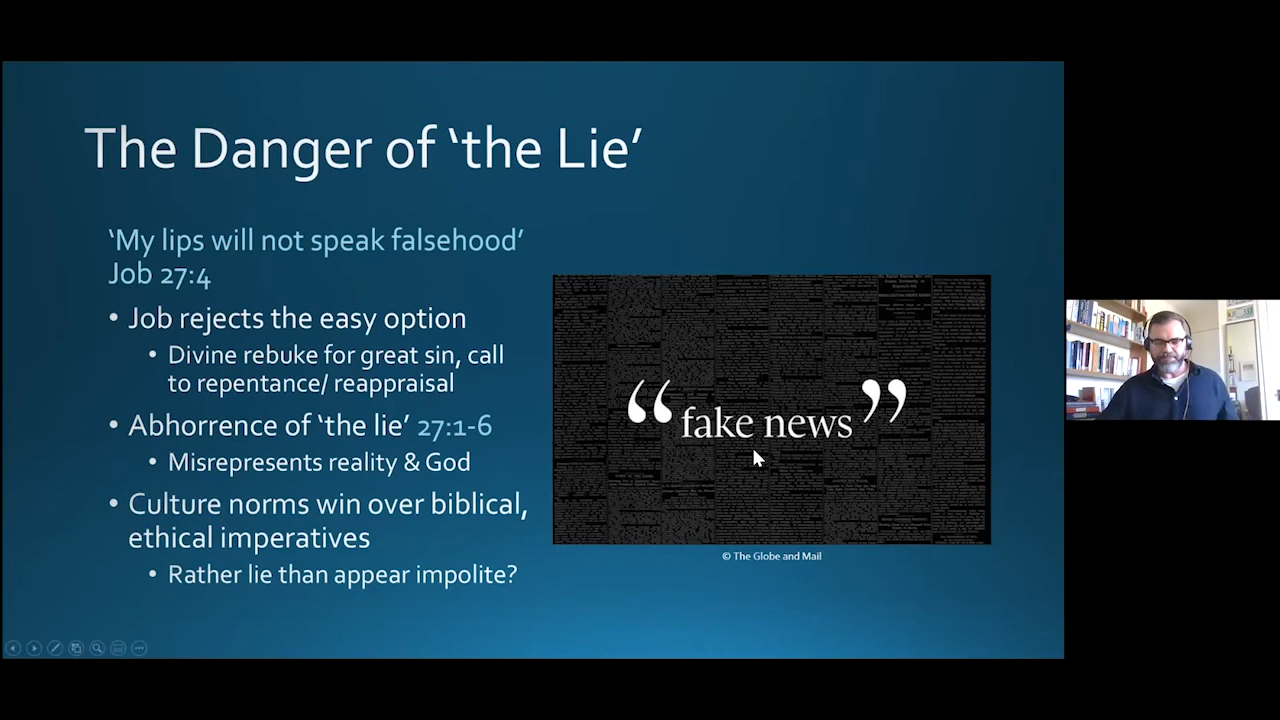 The Danger of ‘the Lie’
‘My lips will not speak falsehood’
Job 27:4
• Job rejects the easy option
• Divine rebuke for great sin, call
to repentance/ reappraisal
• Abhorrence of ‘the lie’ 27:1-6
• Misrepresents reality & God
• Culture norms win over biblical,
ethical imperatives
• Rather lie than appear impolite?
“fake news”
© The Globe and Mail